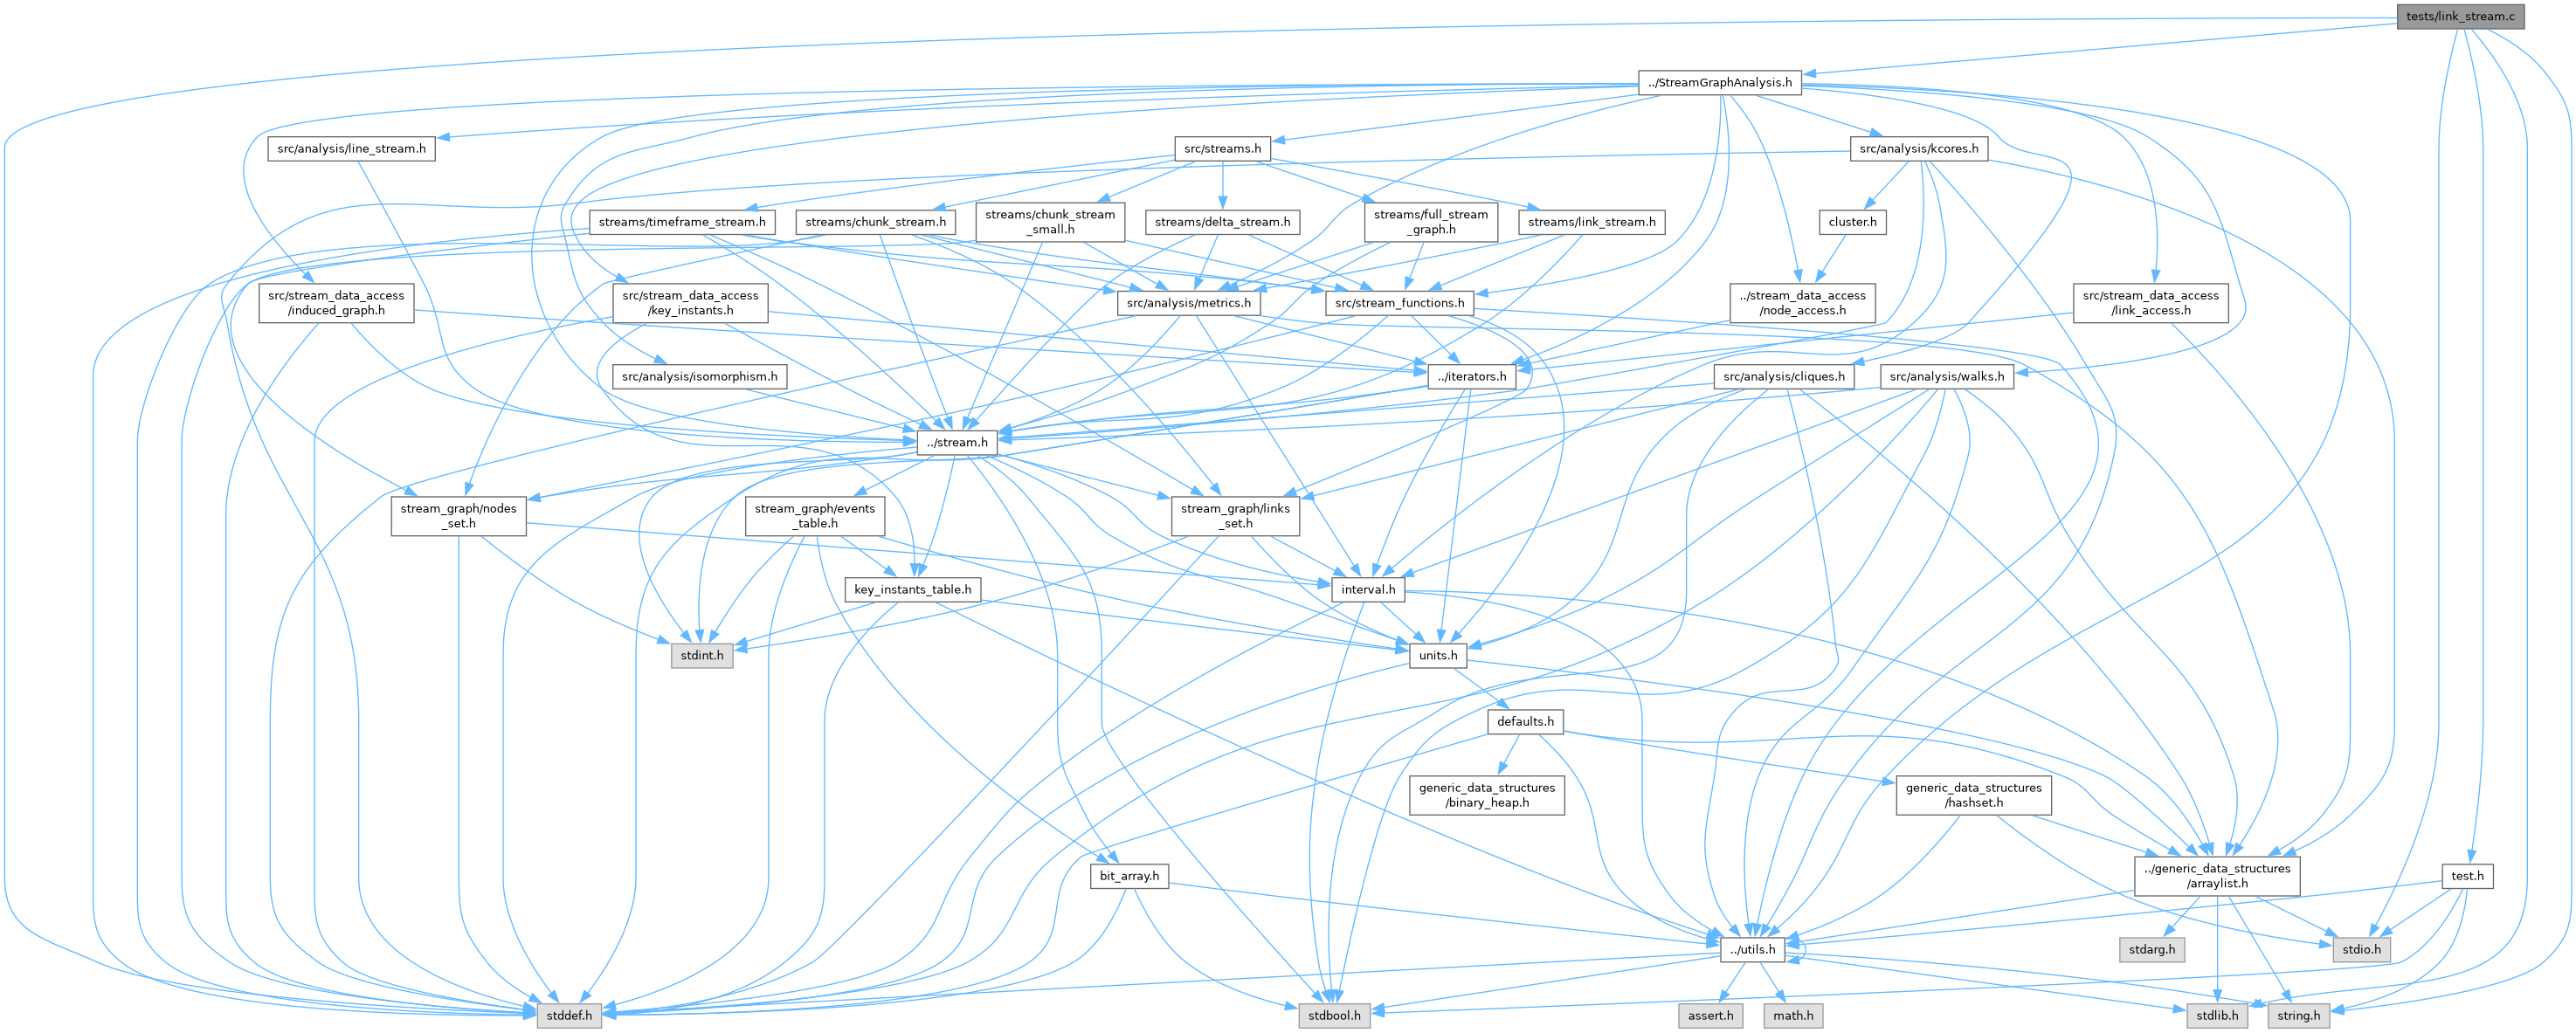 tests/link_stream.c
../StreamGraphAnalysis.h
src/analysis/line_stream.h
src/streams.h
src/analysis/kcores.h
streams/timeframe_stream.h
streams/chunk_stream.h
streams/chunk_stream
_small.h
streams/delta_stream.h
streams/full_stream
_graph.h
streams/link_stream.h
cluster.h
src/stream_data_access
/induced_graph.h
src/stream_data_access
/key_instants.h
src/analysis/metrics.h
src/stream_functions.h
../stream_data_access
/node_access.h
src/stream_data_access
/link_access.h
src/analysis/isomorphism.h
../iterators.h
src/analysis/cliques.h
src/analysis/walks.h
../stream.h
stream_graph/nodes
_set.h
stream_graph/events
_table.h
stream_graph/links
_set.h
key_instants_table.h
interval.h
stdint.h
units.h
defaults.h
generic_data_structures
/binary_heap.h
generic_data_structures
/hashset.h
bit_array.h
../generic_data_structures
/arraylist.h
test.h
../utils.h
stdarg.h
stdio.h
stddef.h
stdbool.h
assert.h
math.h
stdlib.h
string.h